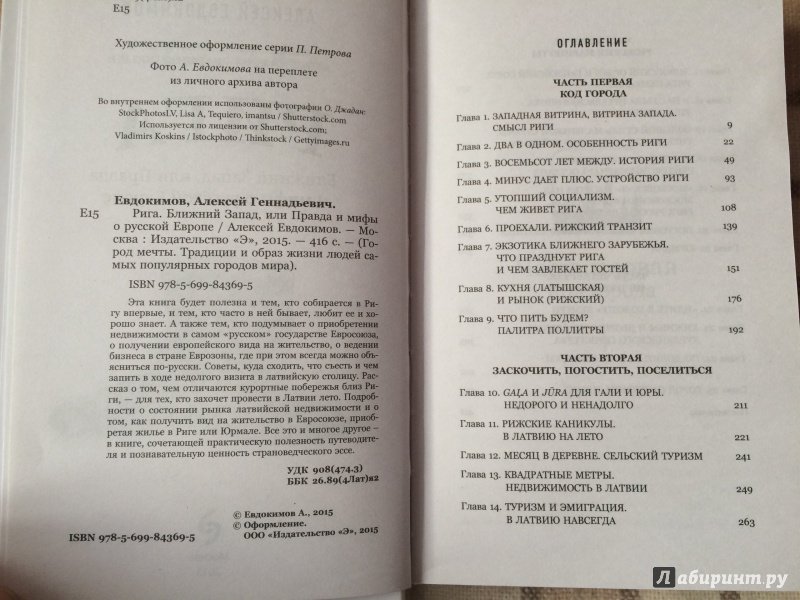 Е15
Художественное оформление серии П. Петрова
Фото А. Евдокимова на переплете
из личного архива автора
Во внутреннем оформлении использованы фотографии О. Джадан:
StockPhotosLV, Lisa A, Tequiero, imantsu / Shutterstock.com
Используется по лицензии от Shutterstock.com;
Vladimirs Koskins / Istockphoto / Thinkstock / Gettyimages.ru
Евдокимов, Алексей Геннадьевич.
Е15 Рига. Ближний Запад, или Правда и мифы
о русской Европе / Алексей Евдокимов. — Мо-
сква : Издательство «Э», 2015. — 416 с. — (Го-
род мечты. Традиции и образ жизни людей са-
мых популярных городов мира).
ISBN 978-5-699-84369-5
Эта книга будет полезна и тем, кто собирается в Ри-
гу впервые, и тем, кто часто в ней бывает, любит ее и хо-
рошо знает. А также тем, кто подумывает о приобретении
недвижимости в самом «русском» государстве Евросоюза,
о получении европейского вида на жительство, о ведении
бизнеса в стране Еврозоны, где при этом всегда можно объ-
ясниться по-русски. Советы, куда сходить, что съесть и чем
запить в ходе недолгого визита в латвийскую столицу. Расска-
з о том, чем отличаются курортные побережья близ Ри-
ги, — для тех, кто захочет провести в Латвии лето. Подроб-
ности о состоянии рынка латвийской недвижимости и о
том, как получить вид на жительство в Евросоюзе, приоб-
ретая жилье в Риге или Юрмале. Все это и многое другое –
в книге, сочетающей практическую полезность путеводите-
ля и познавательную ценность страноведческого эссе.
УДК 908(474.3)
ББК 26.89(4Лат)я2
© Евдокимов А., 2015
© Оформление.
ООО «Издательство «Э», 2015
ISBN 978-5-699-84369-5
ОГЛАВЛЕНИЕ
ЧАСТЬ ПЕРВАЯ
КОД ГОРОДА
Глава 1. ЗАПАДНАЯ ВИТРИНА, ВИТРИНА ЗАПАДА.
СМЫСЛ РИГИ 9
Глава 2. ДВА В ОДНОМ. ОСОБЕННОСТЬ РИГИ 22
Глава 3. ВОСЕМЬСОТ ЛЕТ МЕЖДУ. ИСТОРИЯ РИГИ 49
Глава 4. МИНУС ДАЕТ ПЛЮС. УСТРОЙСТВО РИГИ 93
Глава 5. УТОПШИЙ СОЦИАЛИЗМ.
ЧЕМ ЖИВЕТ РИГА 108
Глава 6. ПРОЕХАЛИ. РИЖСКИЙ ТРАНЗИТ 139
Глава 7. ЭКЗОТИКА БЛИЖНЕГО ЗАРУБЕЖЬЯ.
ЧТО ПРАЗДНУЕТ РИГА
И ЧЕМ ЗАВЛЕКАЕТ ГОСТЕЙ 151
Глава 8. КУХНЯ (ЛАТЫШСКАЯ)
И РЫНОК (РИЖСКИЙ) 176
Глава 9. ЧТО ПИТЬ БУДЕМ?
ПАЛИТРА ПОЛЛИТРЫ 192
ЧАСТЬ ВТОРАЯ
ЗАСКОЧИТЬ, ПОГОСТИТЬ, ПОСЕЛИТЬСЯ
Глава 10. GAĻA И JŪRA ДЛЯ ГАЛИ И ЮРЫ.
НЕДОРОГО И НЕНАДОЛГО 211
Глава 11. РИЖСКИЕ КАНИКУЛЫ.
В ЛАТВИЮ НА ЛЕТО 221
Глава 12. МЕСЯЦ В ДЕРЕВНЕ. СЕЛЬСКИЙ ТУРИЗМ 241
Глава 13. КВАДРАТНЫЕ МЕТРЫ.
НЕДВИЖИМОСТЬ В ЛАТВИИ 249
Глава 14. ТУРИЗМ И ЭМИГРАЦИЯ.
В ЛАТВИЮ НАВСЕГДА 263
Лабиринт.ру